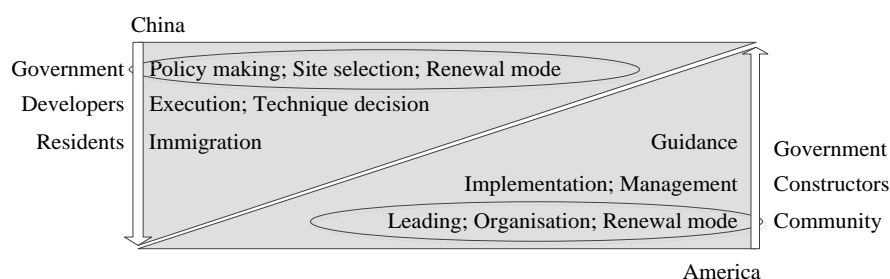 China
Government Policy making; Site selection; Renewal mode
Developers Execution; Technique decision
Residents Immigration
Guidance Government
Implementation; Management Constructors
Leading; Organisation; Renewal mode Community
America